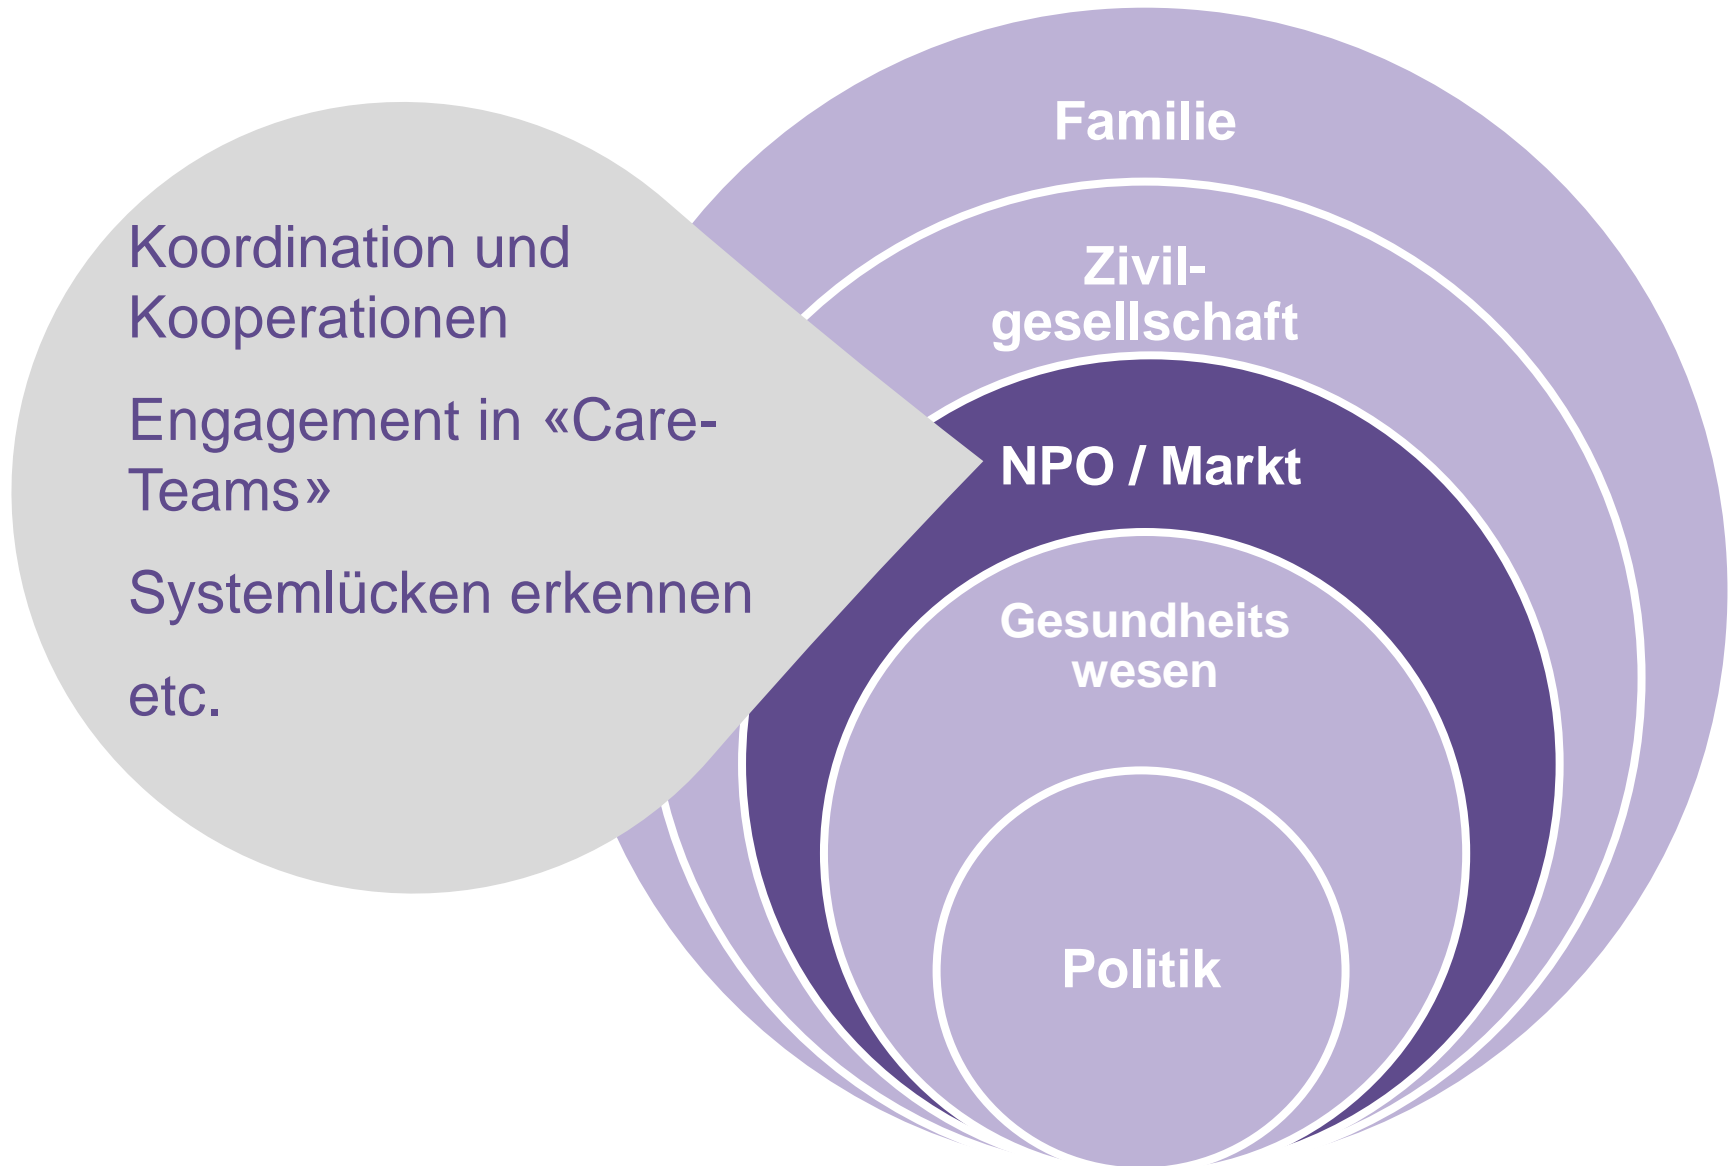 Koordination und
Kooperationen
Engagement in «Care-
Teams»
Systemlücken erkennen
etc.
Familie
Zivil-
gesellschaft
NPO / Markt
Gesundheits
wesen
Politik